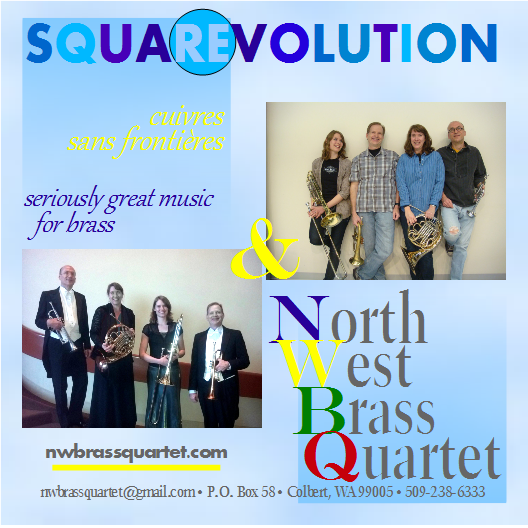 SQUAREVOLUTION
cuivres
sans frontières
seriously great music
for brass
&
North
West
Brass
Quartet
nwbrassquartet.com
nwbrassquartet@gmail.com • P.O. Box 58 • Colbert, WA 99005 • 509-238-6333